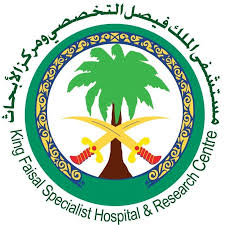 مستشفى الملك فيصل التخصصي ومركز الأبحاث
King Faisal Specialist Hospital & Research Centre